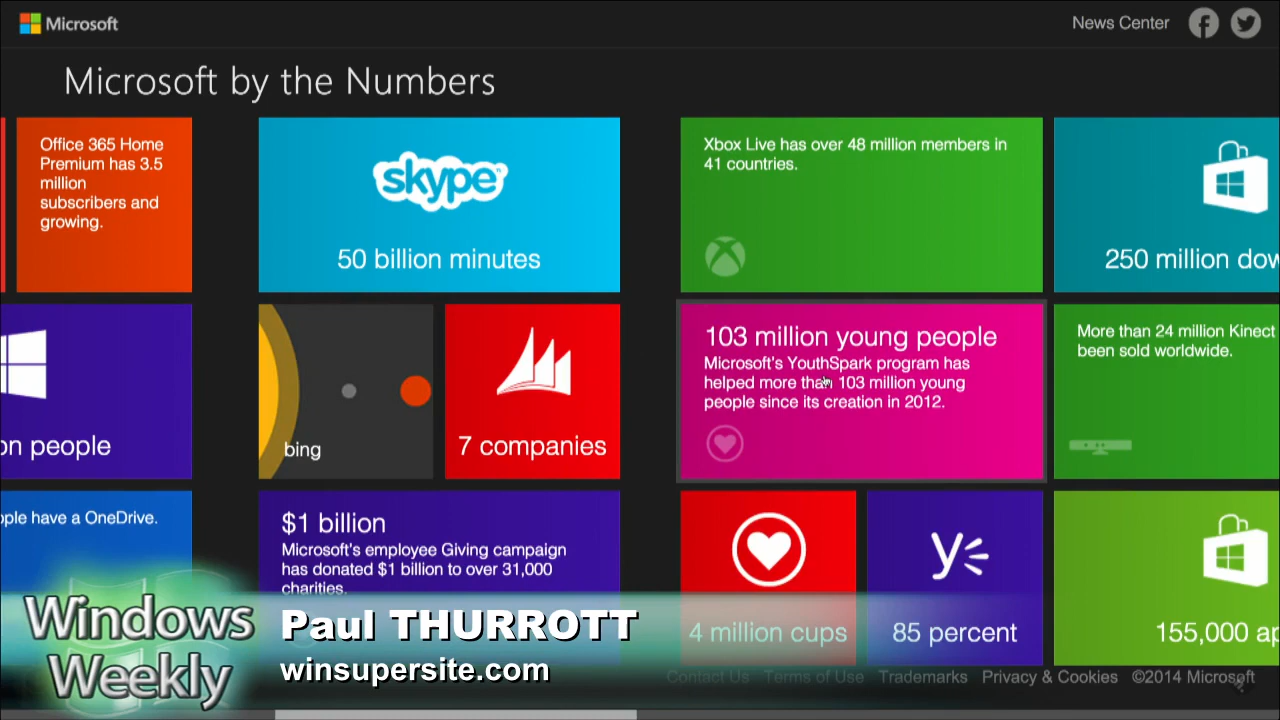 Microsoft
News Center
Microsoft by the Numbers
Office 365 Home
Premium has 3.5
million
subscribers and
growing.
skype
50 billion minutes
Xbox Live has over 48 million members in
41 countries.
250 million dow
on people
bing
7 companies
103 million young people
Microsoft's YouthSpark program has
helped more than 103 million young
people since its creation in 2012.
More than 24 million Kinect
been sold worldwide.
ople have a OneDrive.
$1 billion
Microsoft's employee Giving campaign
has donated $1 billion to over 31,000
charities.
4 million cups
85 percent
155,000 ap
Windows
Weekly
Paul THURROTT
winsupersite.com
Contact Us
Terms of Use
Trademarks
Privacy & Cookies
©2014 Microsoft